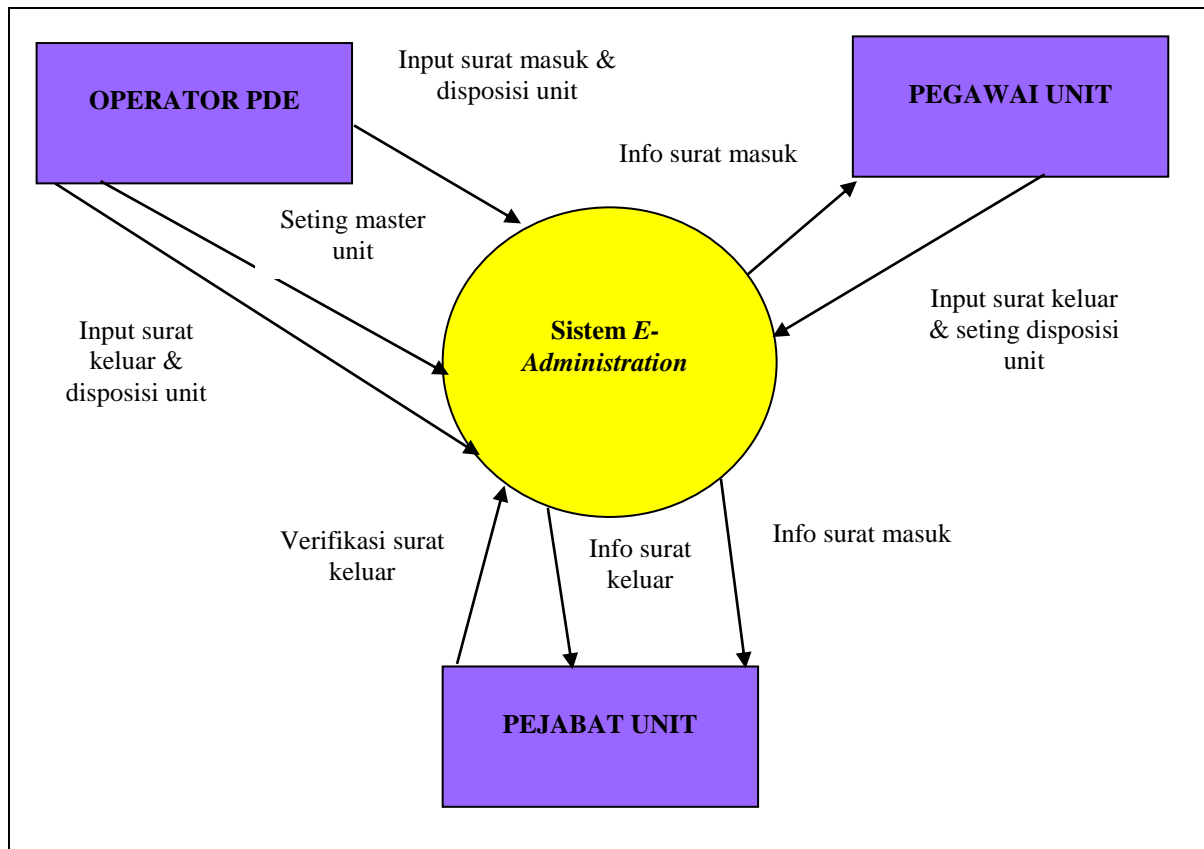 OPERATOR PDE
Input surat masuk &
disposisi unit
PEGAWAI UNIT
Info surat masuk
Seting master
unit
Input surat
keluar &
disposisi unit
Sistem E-
Administration
Input surat keluar
& seting disposisi
unit
Verifikasi surat
keluar
Info surat
keluar
Info surat masuk
PEJABAT UNIT